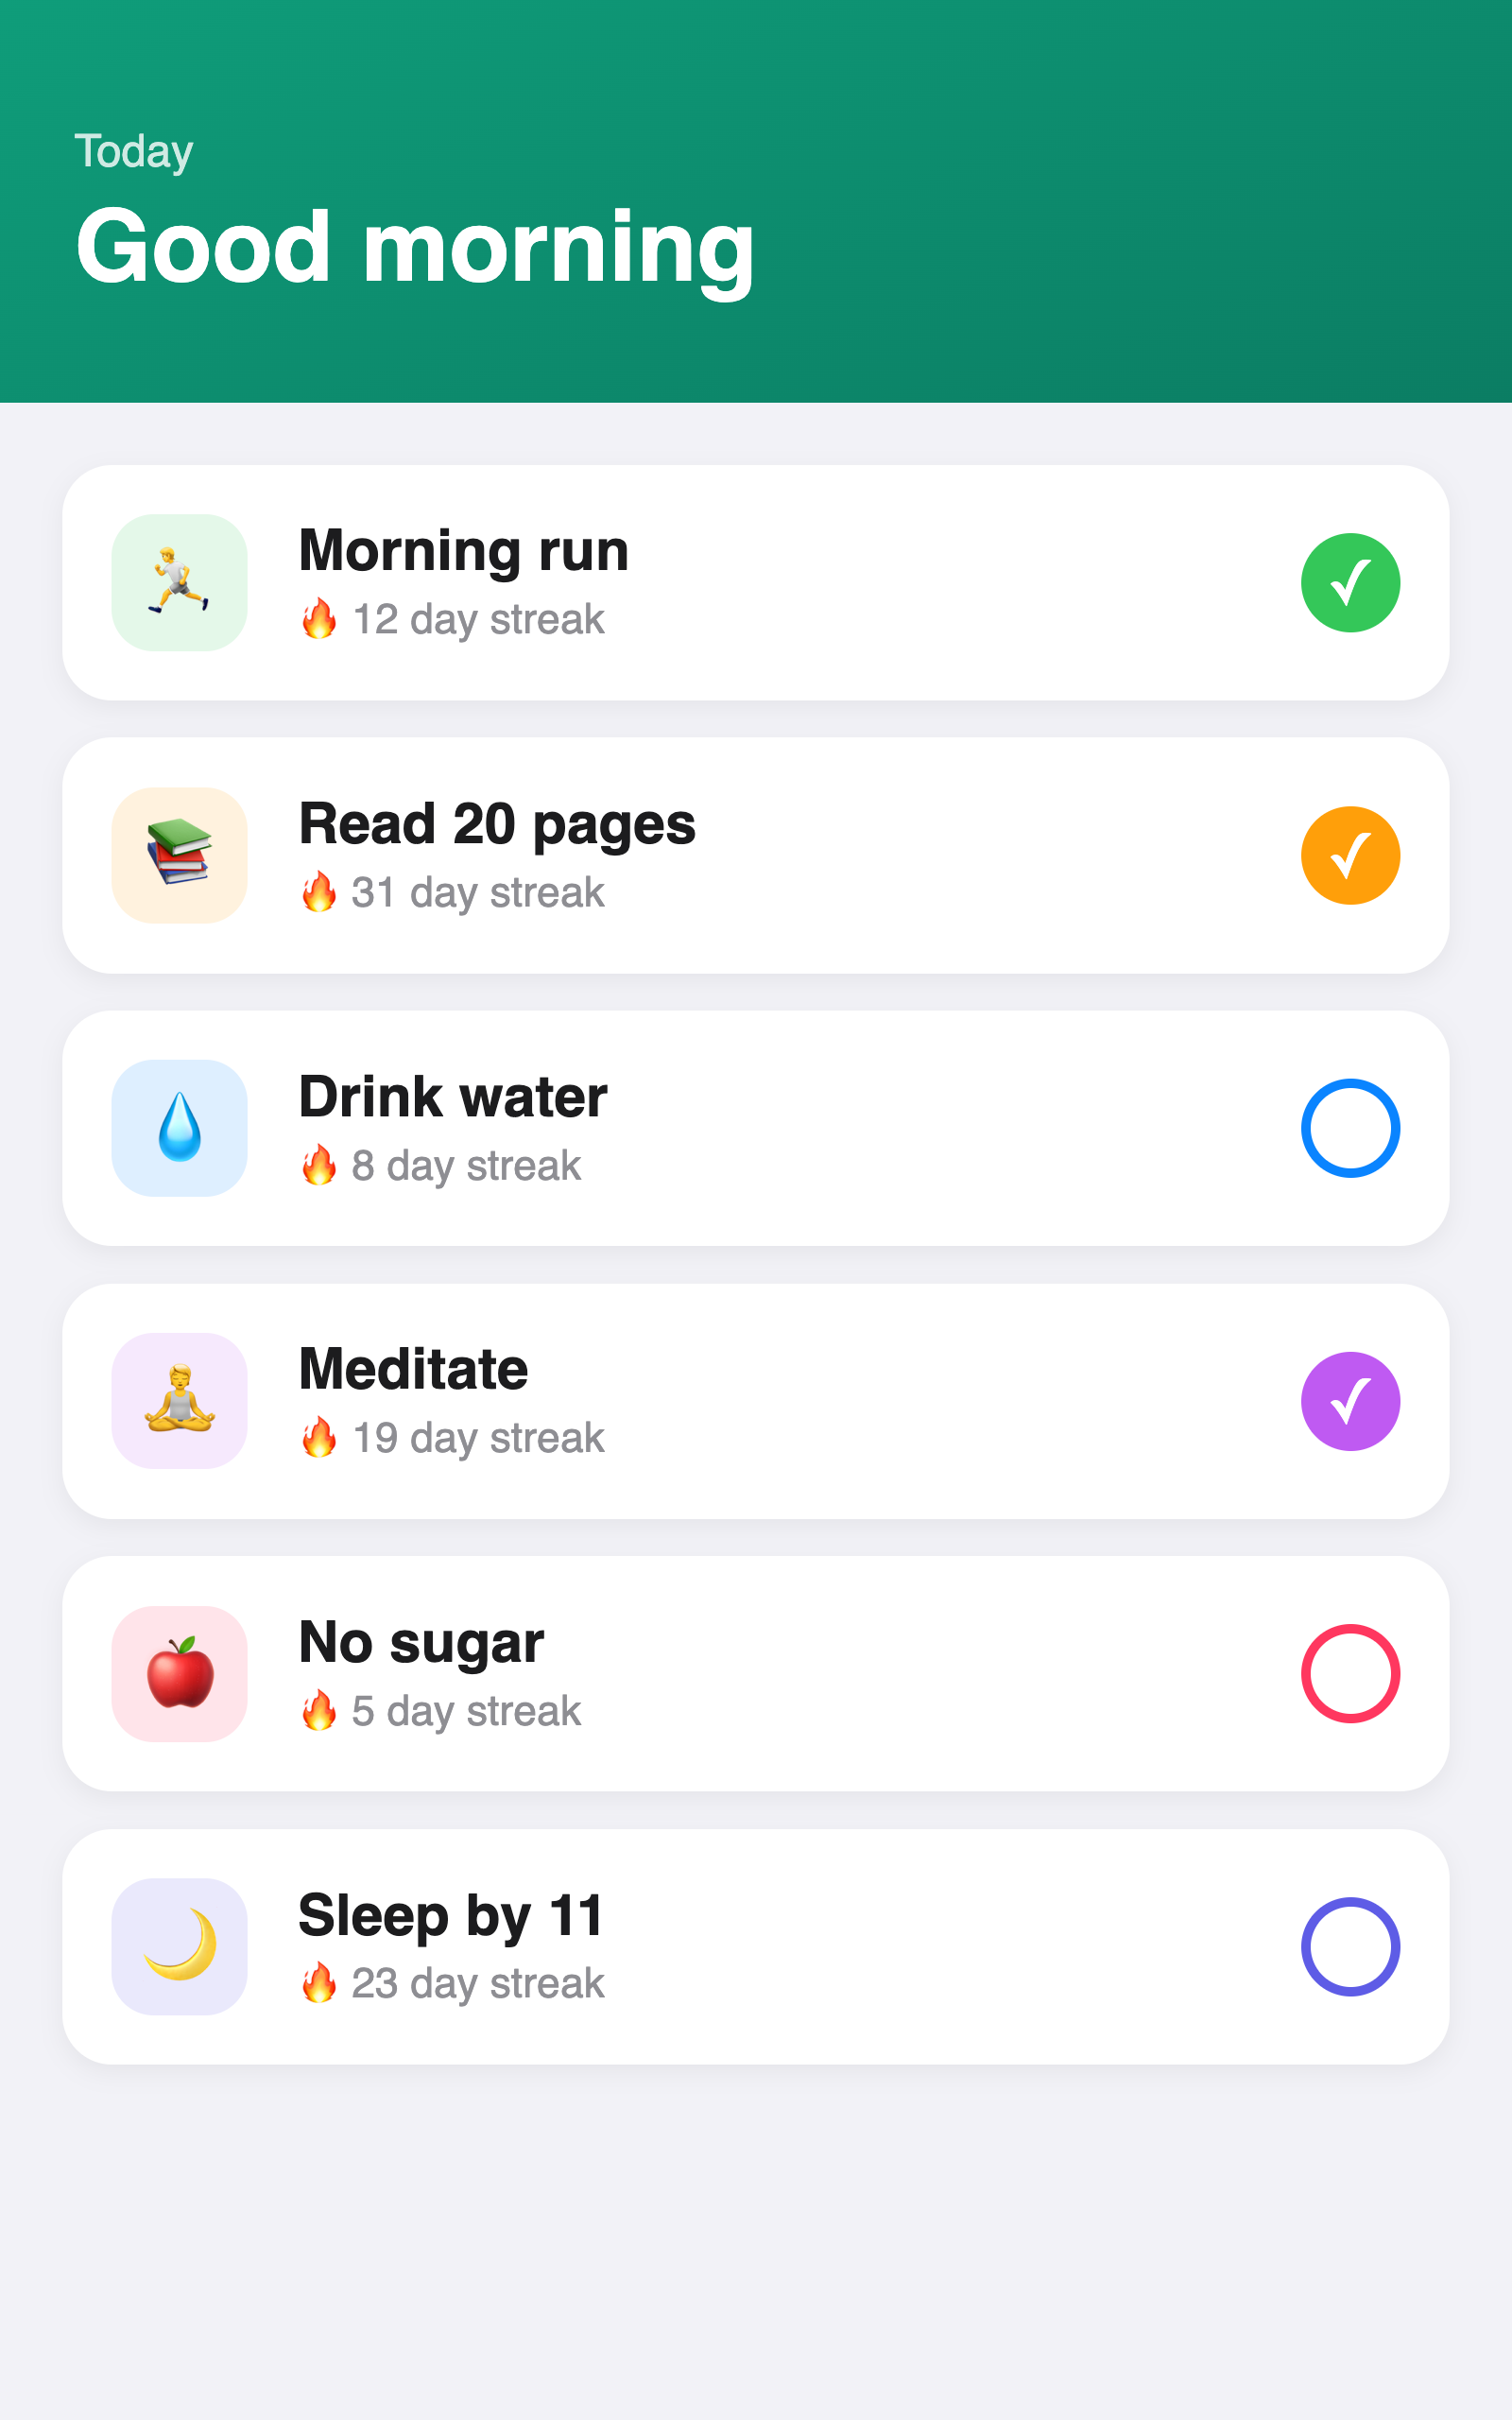 Today
Good morning
Morning run
🔥 12 day streak
Read 20 pages
🔥 31 day streak
Drink water
🔥 8 day streak
Meditate
🔥 19 day streak
No sugar
🔥 5 day streak
Sleep by 11
🔥 23 day streak